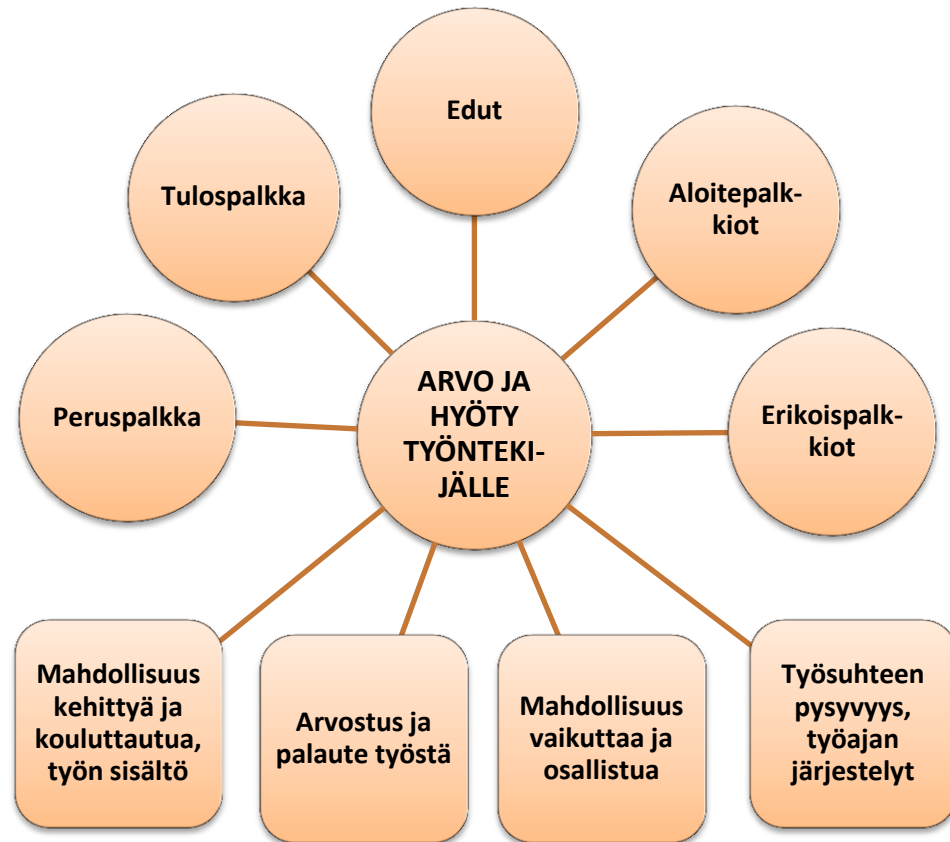 Edut
Tulospalkka
Aloitepalk-
kiot
Peruspalkka
ARVO JA
HYÖTY
TYÖNTEKI-
JÄLLE
Erikoispalk-
kiot
Mahdollisuus
kehittyä ja
kouluttautua,
työn sisältö
Arvostus ja
palaute työstä
Mahdollisuus
vaikuttaa ja
osallistua
Työsuhteen
pysyvyys,
työajan
järjestelyt